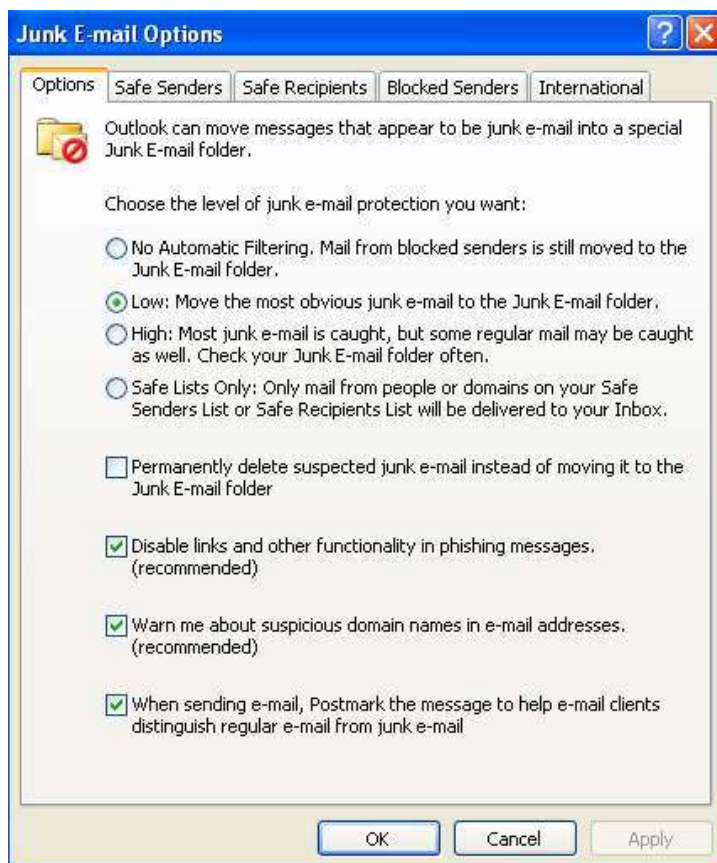 Junk E-mail Options
Options Safe Senders Safe Recipients Blocked Senders International
Outlook can move messages that appear to be junk e-mail into a special
Junk E-mail folder.
Choose the level of junk e-mail protection you want:
No Automatic Filtering. Mail from blocked senders is still moved to the
Junk E-mail folder.
Low: Move the most obvious junk e-mail to the Junk E-mail folder.
High: Most junk e-mail is caught, but some regular mail may be caught
as well. Check your Junk E-mail folder often.
Safe Lists Only: Only mail from people or domains on your Safe
Senders List or Safe Recipients List will be delivered to your Inbox.
Permanently delete suspected junk e-mail instead of moving it to the
Junk E-mail folder
Disable links and other functionality in phishing messages.
(recommended)
Warn me about suspicious domain names in e-mail addresses.
(recommended)
When sending e-mail, Postmark the message to help e-mail clients
distinguish regular e-mail from junk e-mail
OK Cancel Apply